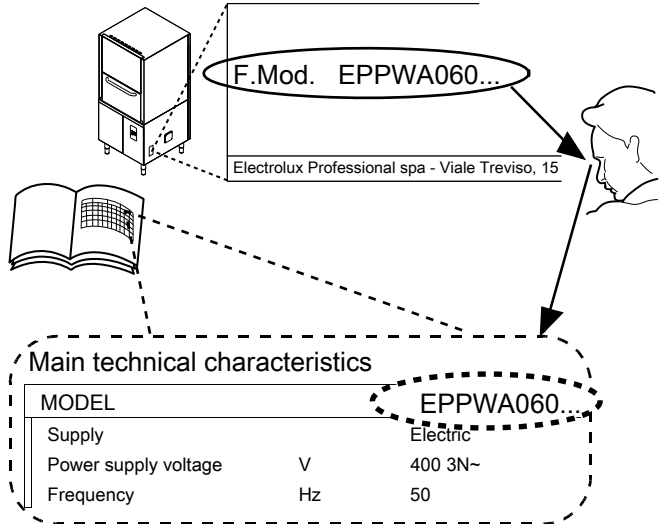 F.Mod. EPPWA060...
Electrolux Professional spa - Viale Treviso, 15
Main technical characteristics
MODEL EPPWA060...
Supply Electric
Power supply voltage V 400 3N~
Frequency Hz 50